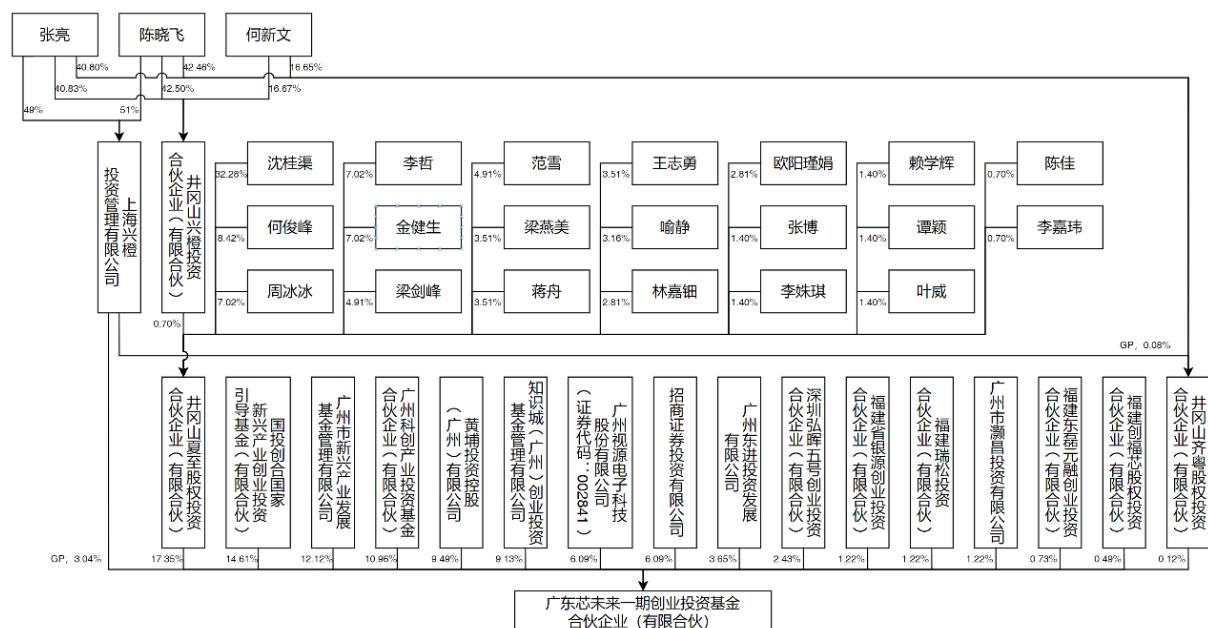 张亮
陈晓飞
何新文
40.80%
42.46%
16.65%
40.83%
42.50%
16.67%
49%
51%
上海兴橙
投资管理有限公司
井冈山兴橙投资
合伙企业（有限合伙）
沈桂渠
李哲
范雪
王志勇
欧阳瑾娟
赖学辉
陈佳
32.28%
7.02%
4.91%
3.51%
2.81%
1.40%
0.70%
何俊峰
金健生
梁燕美
喻静
张博
谭颖
李嘉玮
8.42%
7.02%
3.51%
3.16%
1.40%
1.40%
0.70%
周冰冰
梁剑峰
蒋舟
林嘉钿
李姝琪
叶威
7.02%
4.91%
3.51%
2.81%
1.40%
1.40%
0.70%
GP，0.08%
井冈山夏至股权投资
合伙企业（有限合伙）
国投创合国家
新兴产业创业投资
引导基金（有限合伙）
广州市新兴产业发展
基金管理有限公司
广州科创产业投资基金
合伙企业（有限合伙）
黄埔投资控股
（广州）有限公司
知识城（广州）创业投资
基金管理有限公司
广州视源电子科技
股份有限公司
（证券代码：002841）
招商证券投资有限公司
广州东进投资发展
有限公司
深圳弘晖五号创业投资
合伙企业（有限合伙）
福建省银源创业投资
合伙企业（有限合伙）
福建瑞松投资
合伙企业（有限合伙）
广州市灏昌投资有限公司
福建东磊元融创业投资
合伙企业（有限合伙）
福建创福芯股权投资
合伙企业（有限合伙）
井冈山齐粤股权投资
合伙企业（有限合伙）
GP，3.04%
17.35%
14.61%
12.12%
10.96%
9.49%
9.13%
6.09%
6.09%
3.65%
2.43%
1.22%
1.22%
1.22%
0.73%
0.49%
0.12%
广东芯未来一期创业投资基金
合伙企业（有限合伙）